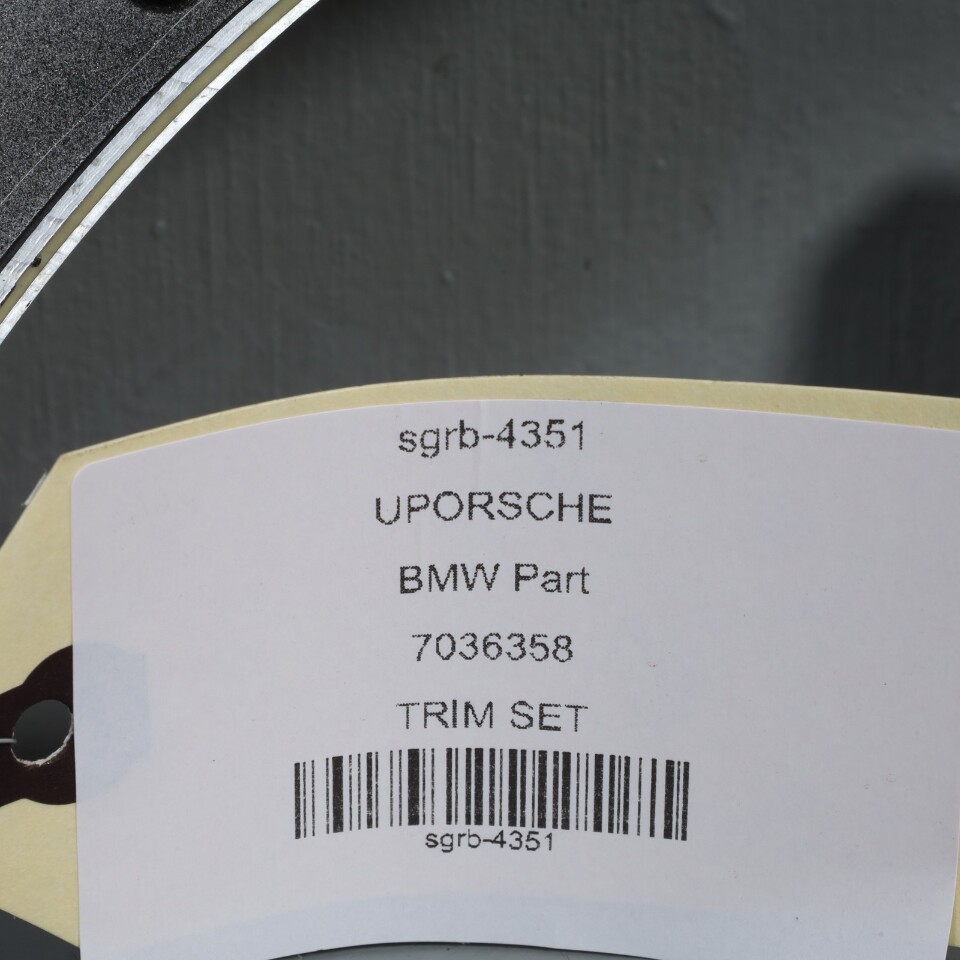 sgrb-4351
UPORSCHE
BMW Part
7036358
TRIM SET
sgrb-4351